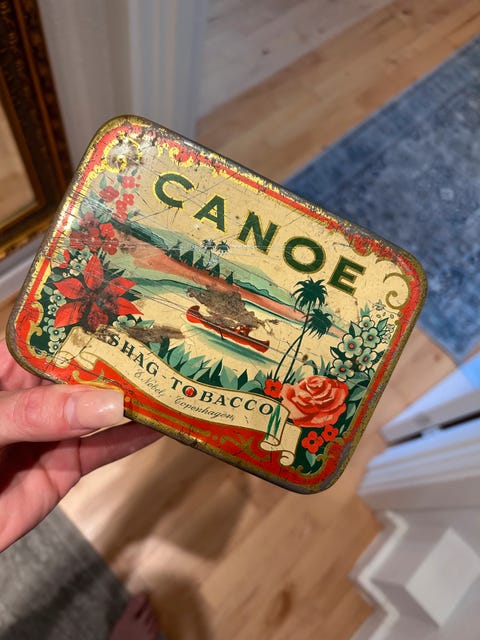 CANOE
SHAG-TOBACCO
E. Nobel, Copenhagen